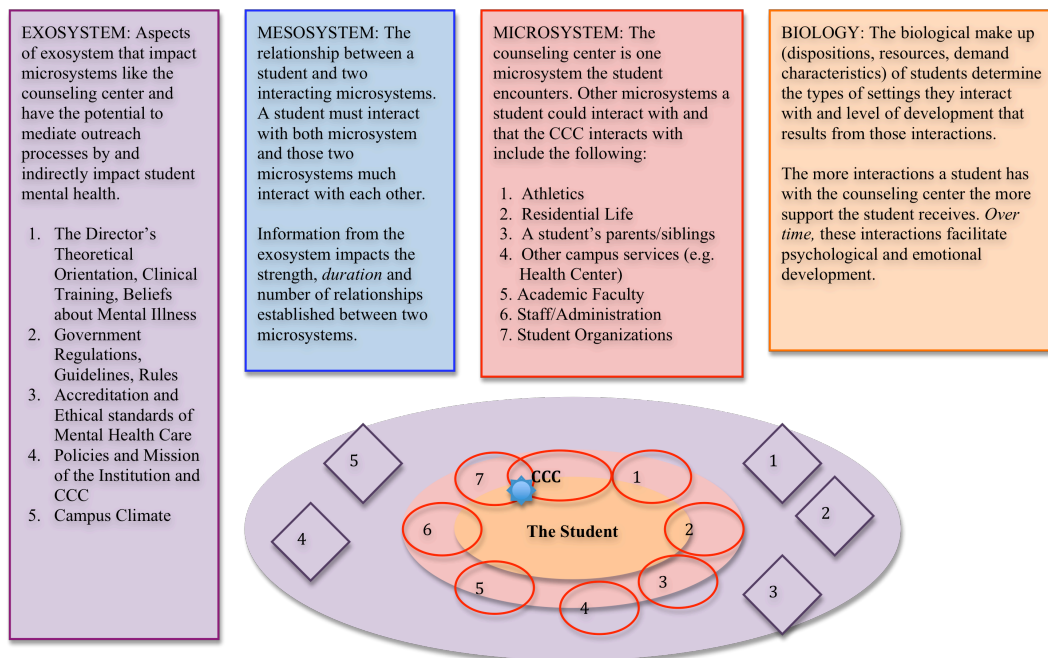 EXOSYSTEM: Aspects
of exosystem that impact
microsystems like the
counseling center and
have the potential to
mediate outreach
processes by and
indirectly impact student
mental health.
1. The Director's
Theoretical
Orientation, Clinical
Training, Beliefs
about Mental Illness
2. Government
Regulations,
Guidelines, Rules
3. Accreditation and
Ethical standards of
Mental Health Care
4. Policies and Mission
of the Institution and
CCC
5. Campus Climate
MESOSYSTEM: The
relationship between a
student and two
interacting microsystems.
A student must interact
with both microsystem
and those two
microsystems much
interact with each other.
Information from the
exosystem impacts the
strength, duration and
number of relationships
established between two
microsystems.
MICROSYSTEM: The
counseling center is one
microsystem the student
encounters. Other microsystems a
student could interact with and
that the CCC interacts with
include the following:
1. Athletics
2. Residential Life
3. A student's parents/siblings
4. Other campus services (e.g.
Health Center)
5. Academic Faculty
6. Staff/Administration
7. Student Organizations
BIOLOGY: The biological make up
(dispositions, resources, demand
characteristics) of students determine
the types of settings they interact
with and level of development that
results from those interactions.
The more interactions a student has
with the counseling center the more
support the student receives. Over
time, these interactions facilitate
psychological and emotional
development.
5
4
7
CCC
1
6
The Student
2
5
4
3
1
2
3